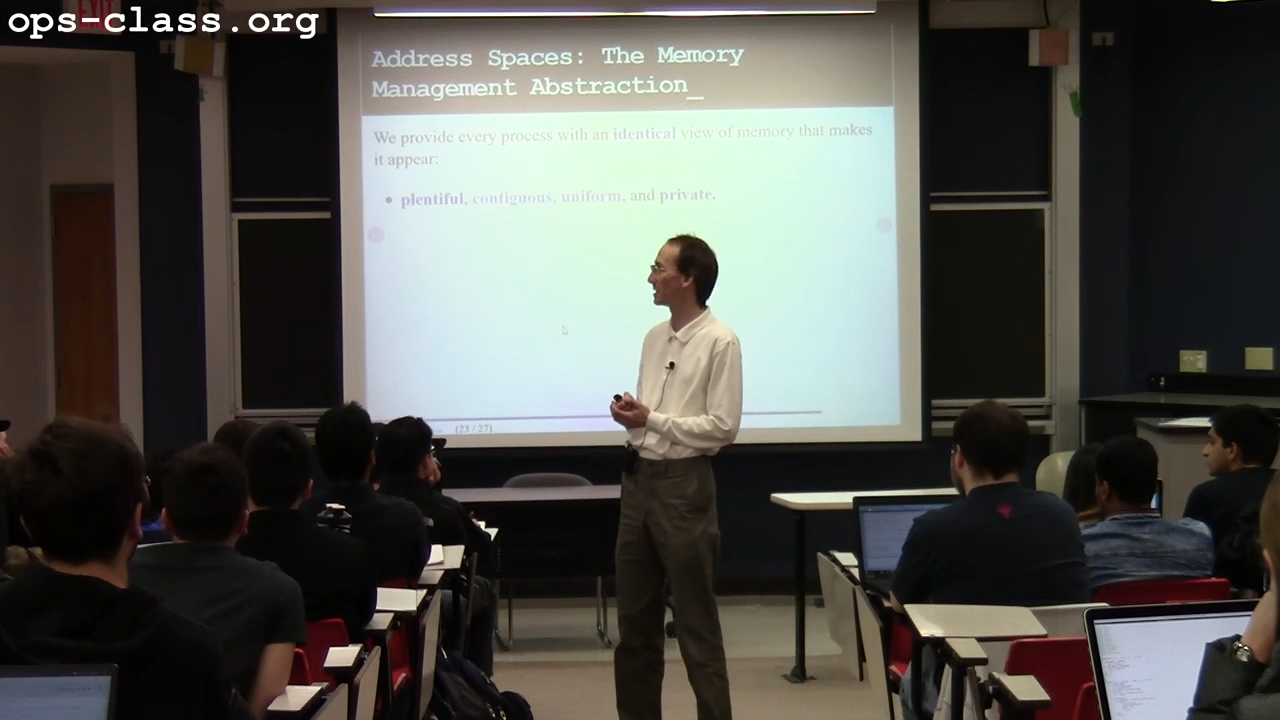 ops-class.org
EXIT
Address Spaces: The Memory
Management Abstraction_
We provide every process with an identical view of memory that makes
it appear:
● plentiful, contiguous, uniform, and private.
(23 / 27)